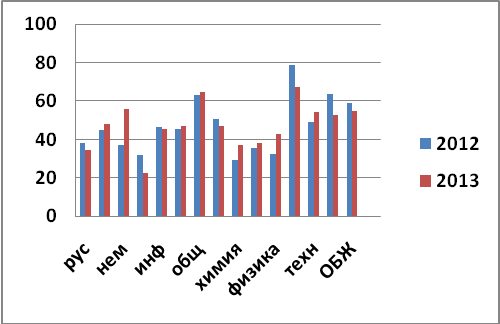 100
80
60
40
20
0
рус
нем
инф
общ
химия
физика
техн
ОБЖ
2012
2013